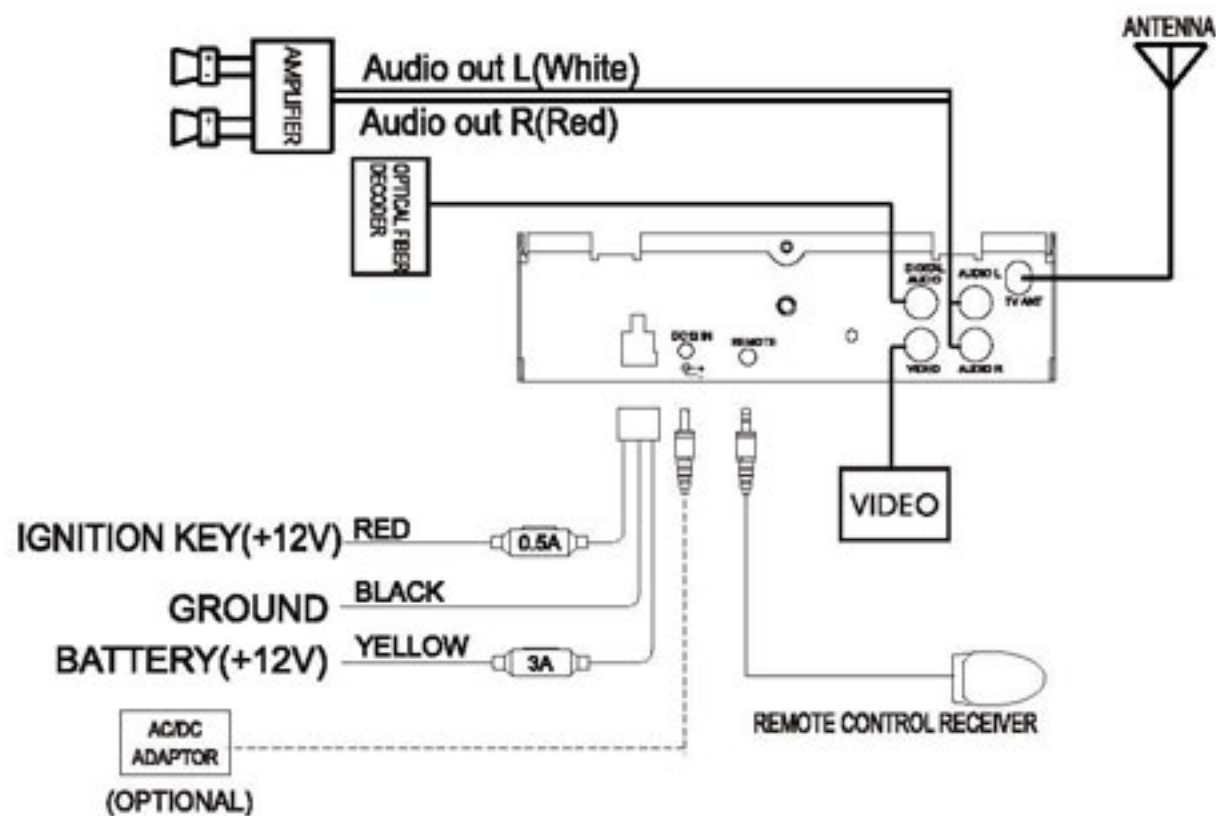 ANTENNA
AMPLIFIER
Audio out L(White)
Audio out R(Red)
OPTICAL FIBER
DECODER
DIGITAL
AUDIO
AUDIO L
TV ANT
DC12 IN
REMOTE
VIDEO
AUDIO R
VIDEO
IGNITION KEY(+12V)
RED
0.5A
GROUND
BLACK
BATTERY(+12V)
YELLOW
3A
REMOTE CONTROL RECEIVER
AC/DC
ADAPTOR
(OPTIONAL)